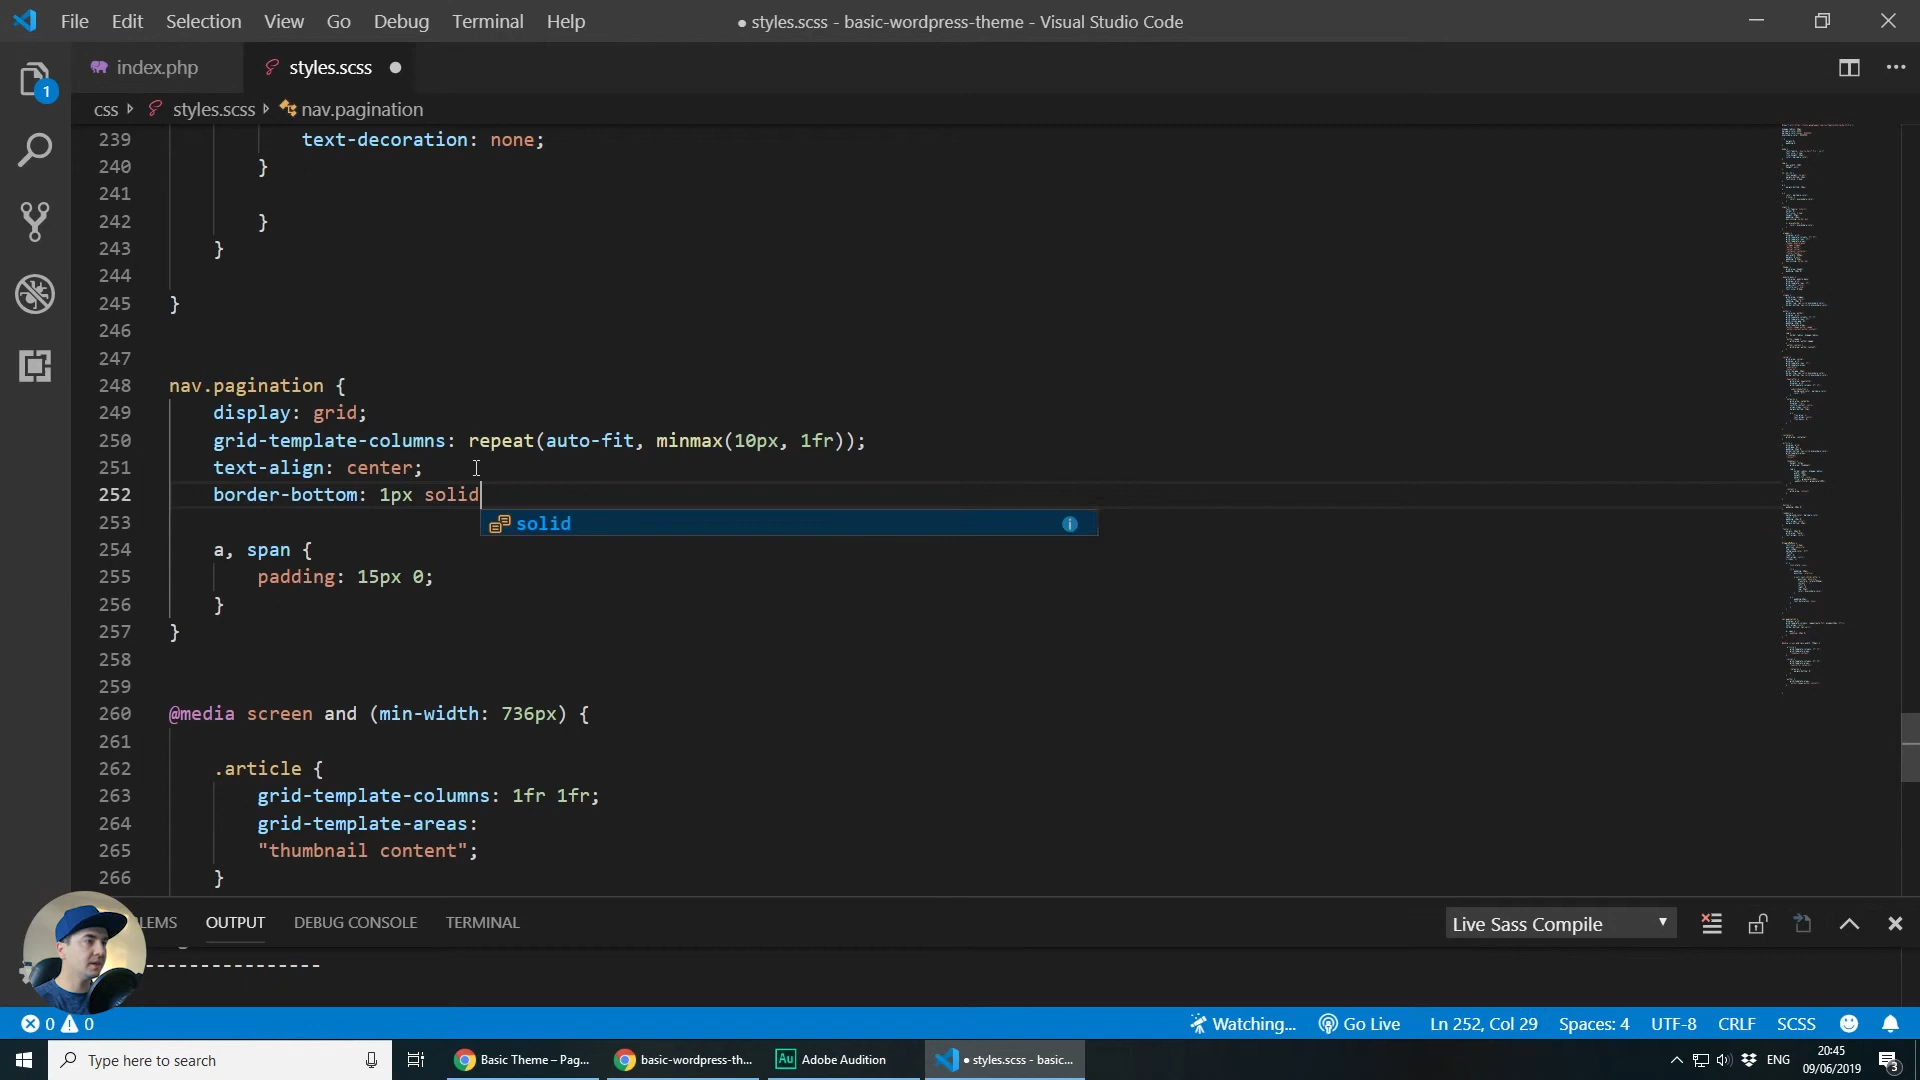 File Edit Selection View Go Debug Terminal Help
● styles.scss - basic-wordpress-theme - Visual Studio Code
index.php
styles.scss
css
styles.scss
nav.pagination
1
239 text-decoration: none;
240 }
241
242 }
243 }
244
245 }
246
247
248 nav.pagination {
249 display: grid;
250 grid-template-columns: repeat(auto-fit, minmax(10px, 1fr));
251 text-align: center;
252 border-bottom: 1px solid
solid
253
254 a, span {
255 padding: 15px 0;
256 }
257 }
258
259
260 @media screen and (min-width: 736px) {
261
262 .article {
263 grid-template-columns: 1fr 1fr;
264 grid-template-areas:
265 "thumbnail content";
266 }
LEMS OUTPUT DEBUG CONSOLE TERMINAL
Live Sass Compile
----------------
0 0
Watching...
Go Live
Ln 252, Col 29
Spaces: 4
UTF-8
CRLF
SCSS
Type here to search
Basic Theme – Pag...
basic-wordpress-th...
Au Adobe Audition
● styles.scss - basic...
ENG
20:45
09/06/2019
3